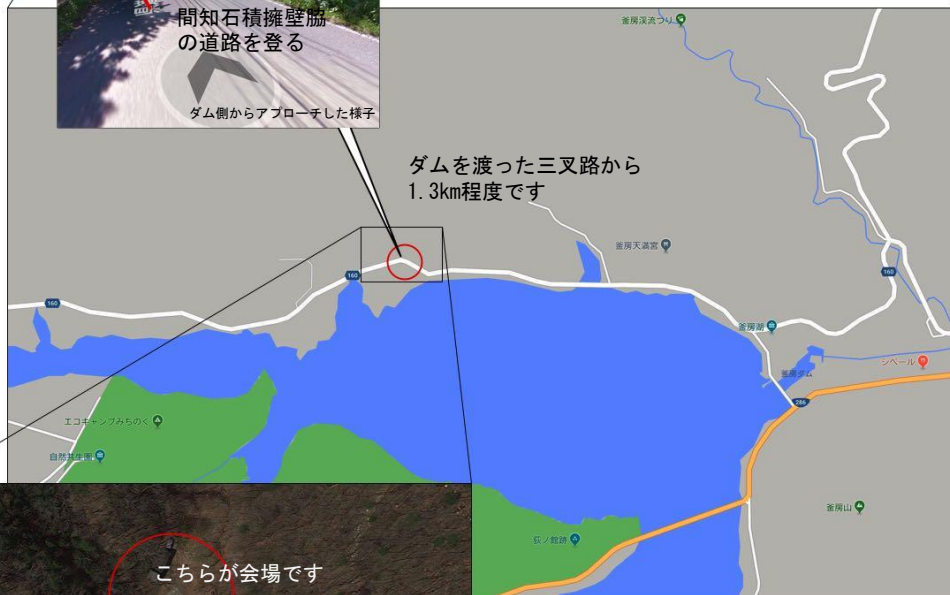 間知石積擁壁脇
の道路を登る
ダム側からアプローチした様子
釜房渓流つり
ダムを渡った三叉路から
1.3km程度です
釜房天満宮
160
160
160
釜房湖
シベール
釜房ダム
286
エコキャンプみちのく
自然共生園
釜房山
荻ノ館跡
こちらが会場です